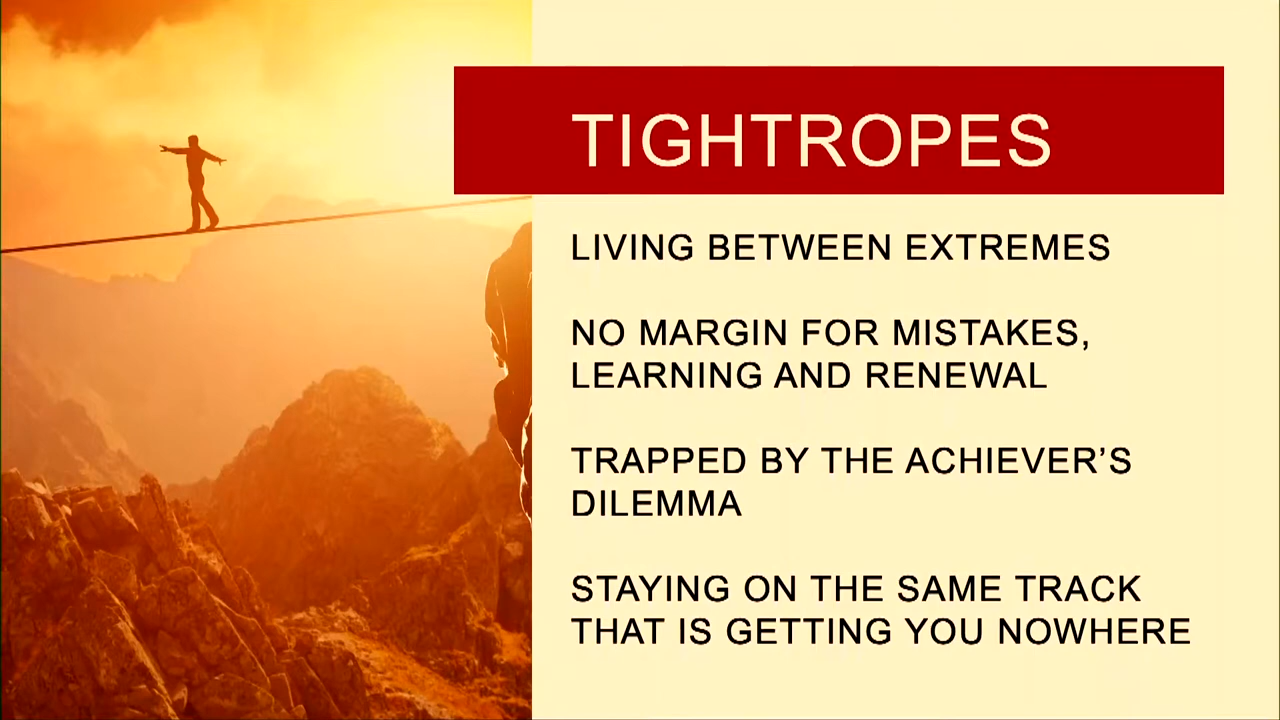 TIGHTROPES
LIVING BETWEEN EXTREMES
NO MARGIN FOR MISTAKES,
LEARNING AND RENEWAL
TRAPPED BY THE ACHIEVER’S
DILEMMA
STAYING ON THE SAME TRACK
THAT IS GETTING YOU NOWHERE